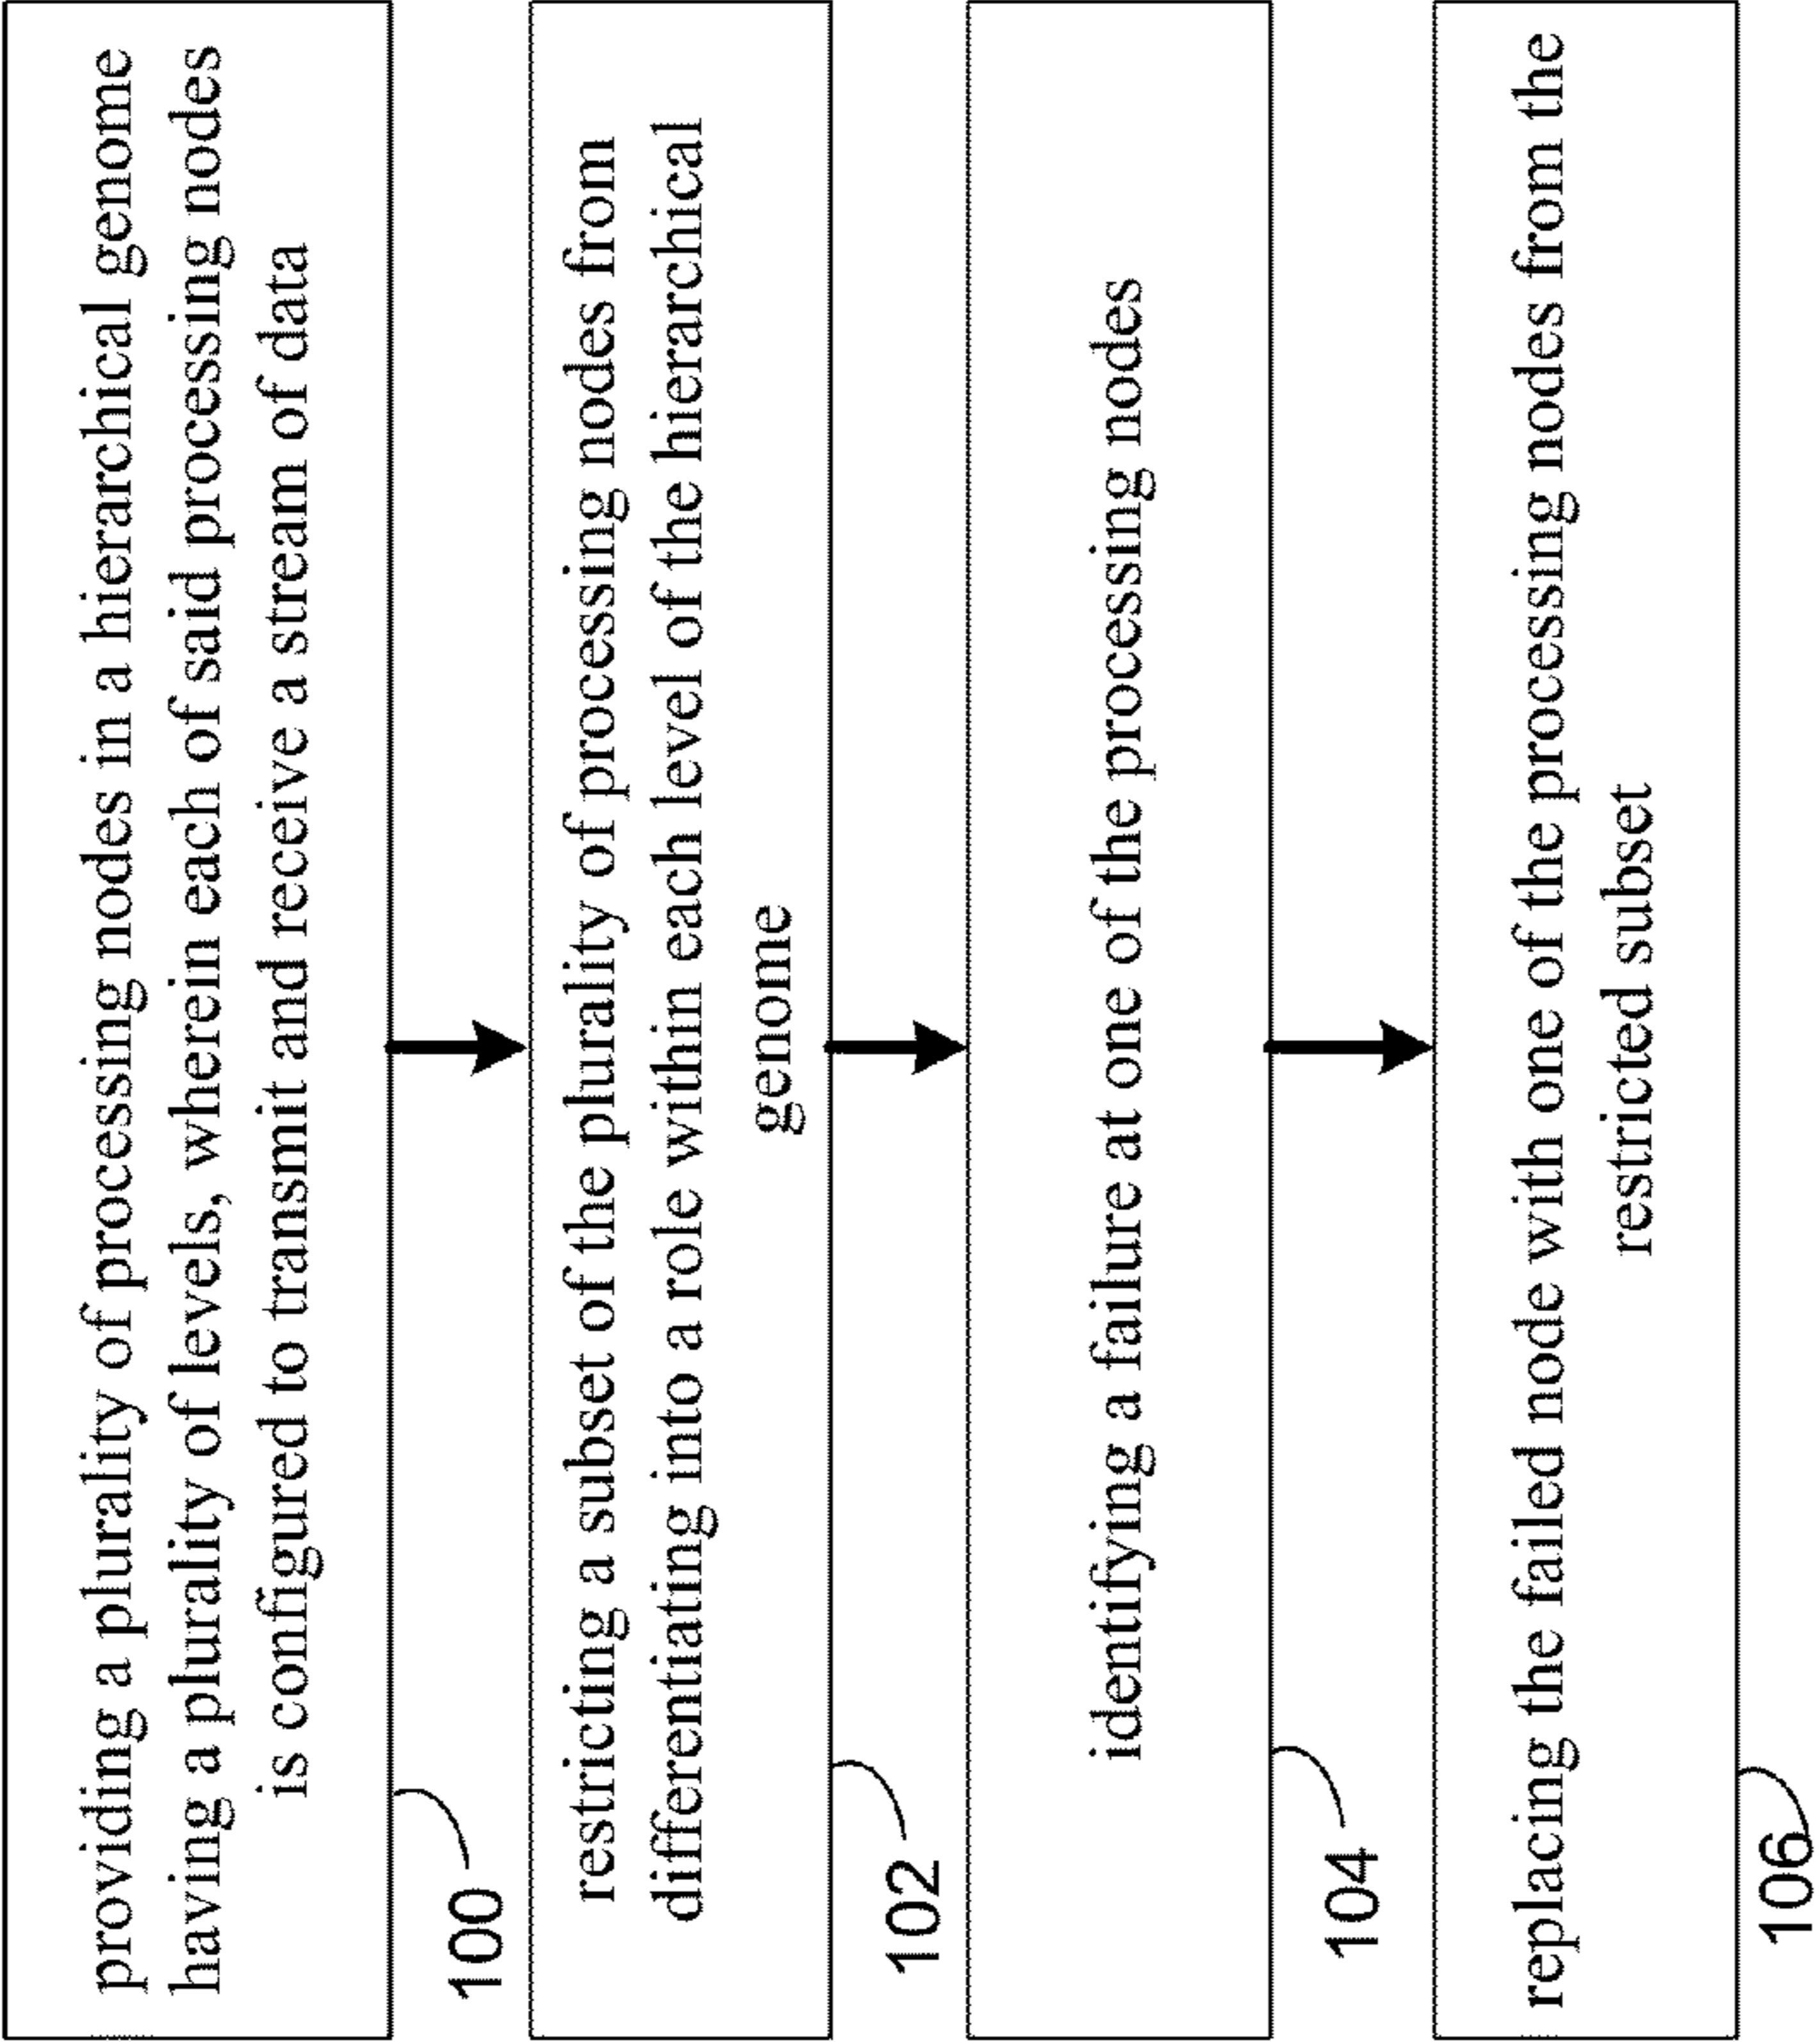 providing a plurality of processing nodes in a hierarchical genome
having a plurality of levels, wherein each of said processing nodes
is configured to transmit and receive a stream of data
100
restricting a subset of the plurality of processing nodes from
differentiating into a role within each level of the hierarchical
genome
102
identifying a failure at one of the processing nodes
104
replacing the failed node with one of the processing nodes from the
restricted subset
106